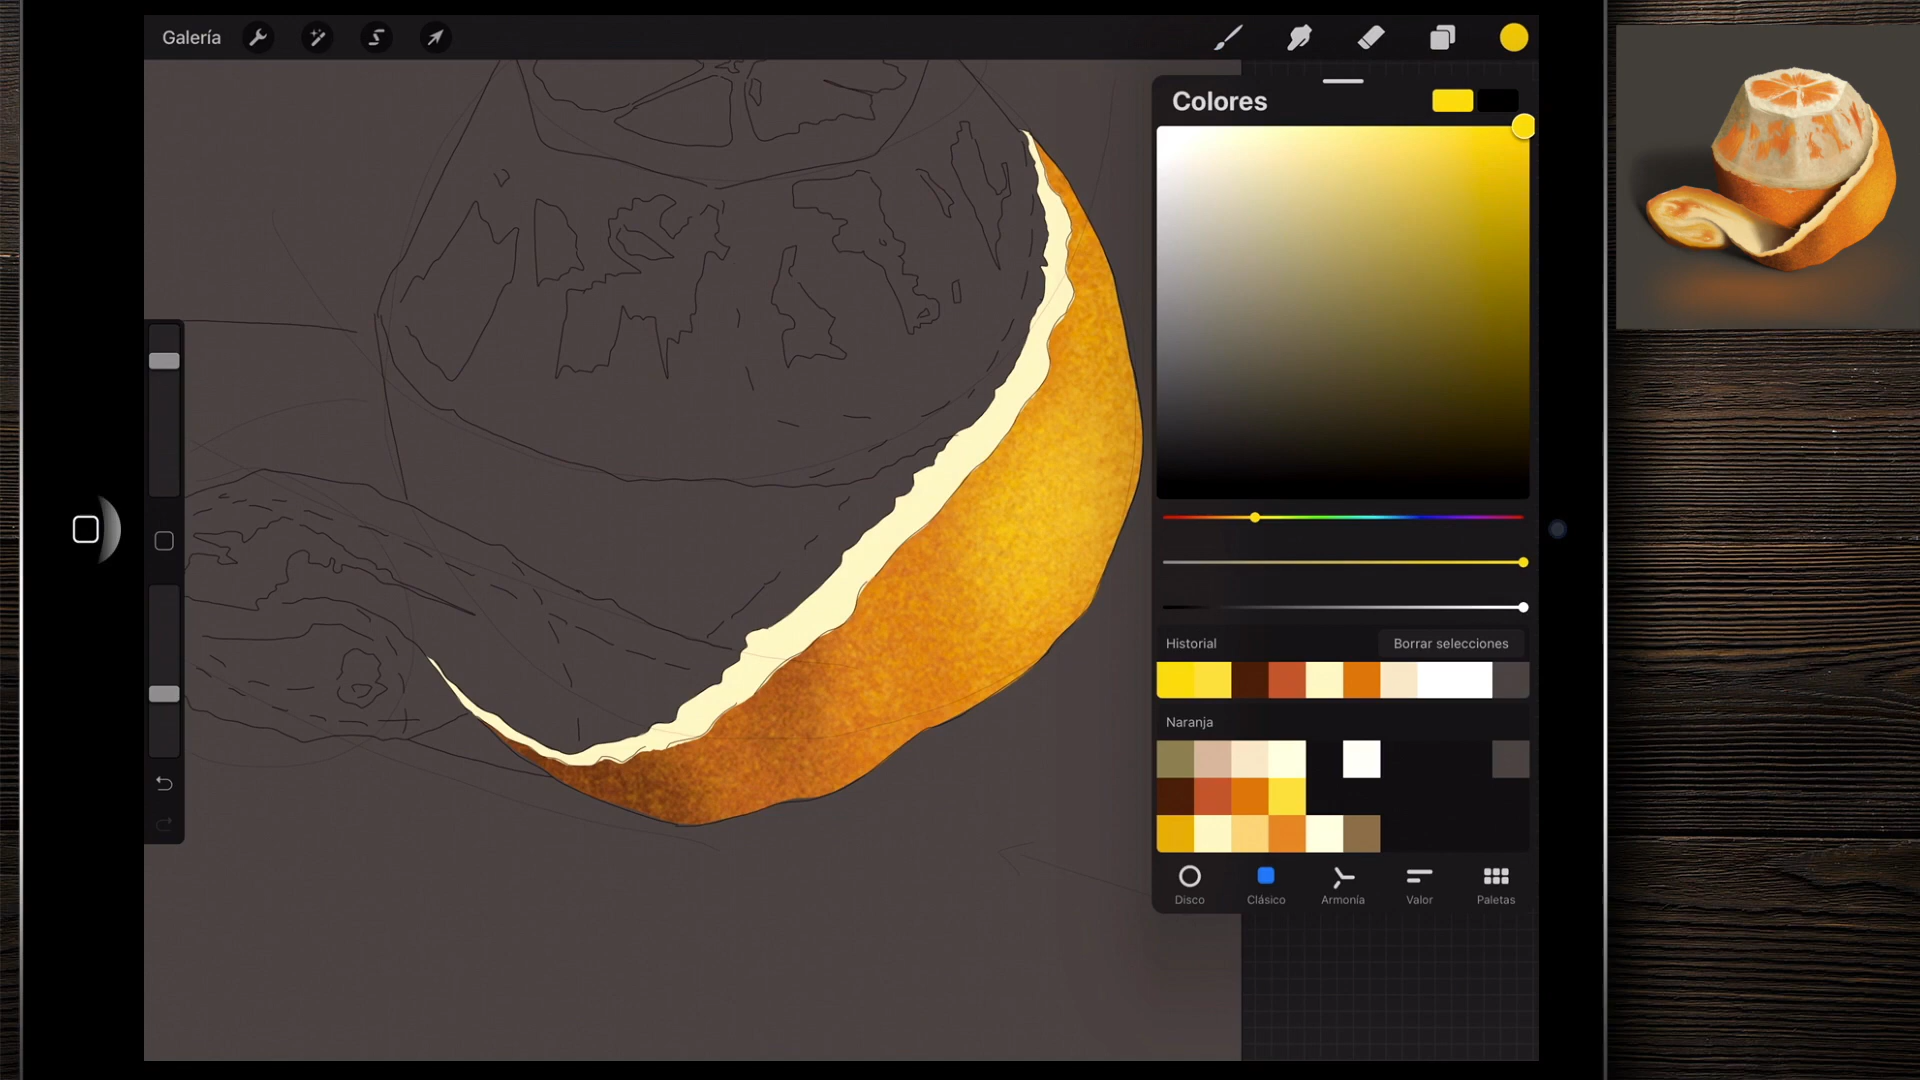 Galería
Colores
Historial
Borrar selecciones
Naranja
Disco
Clásico
Armonía
Valor
Paletas